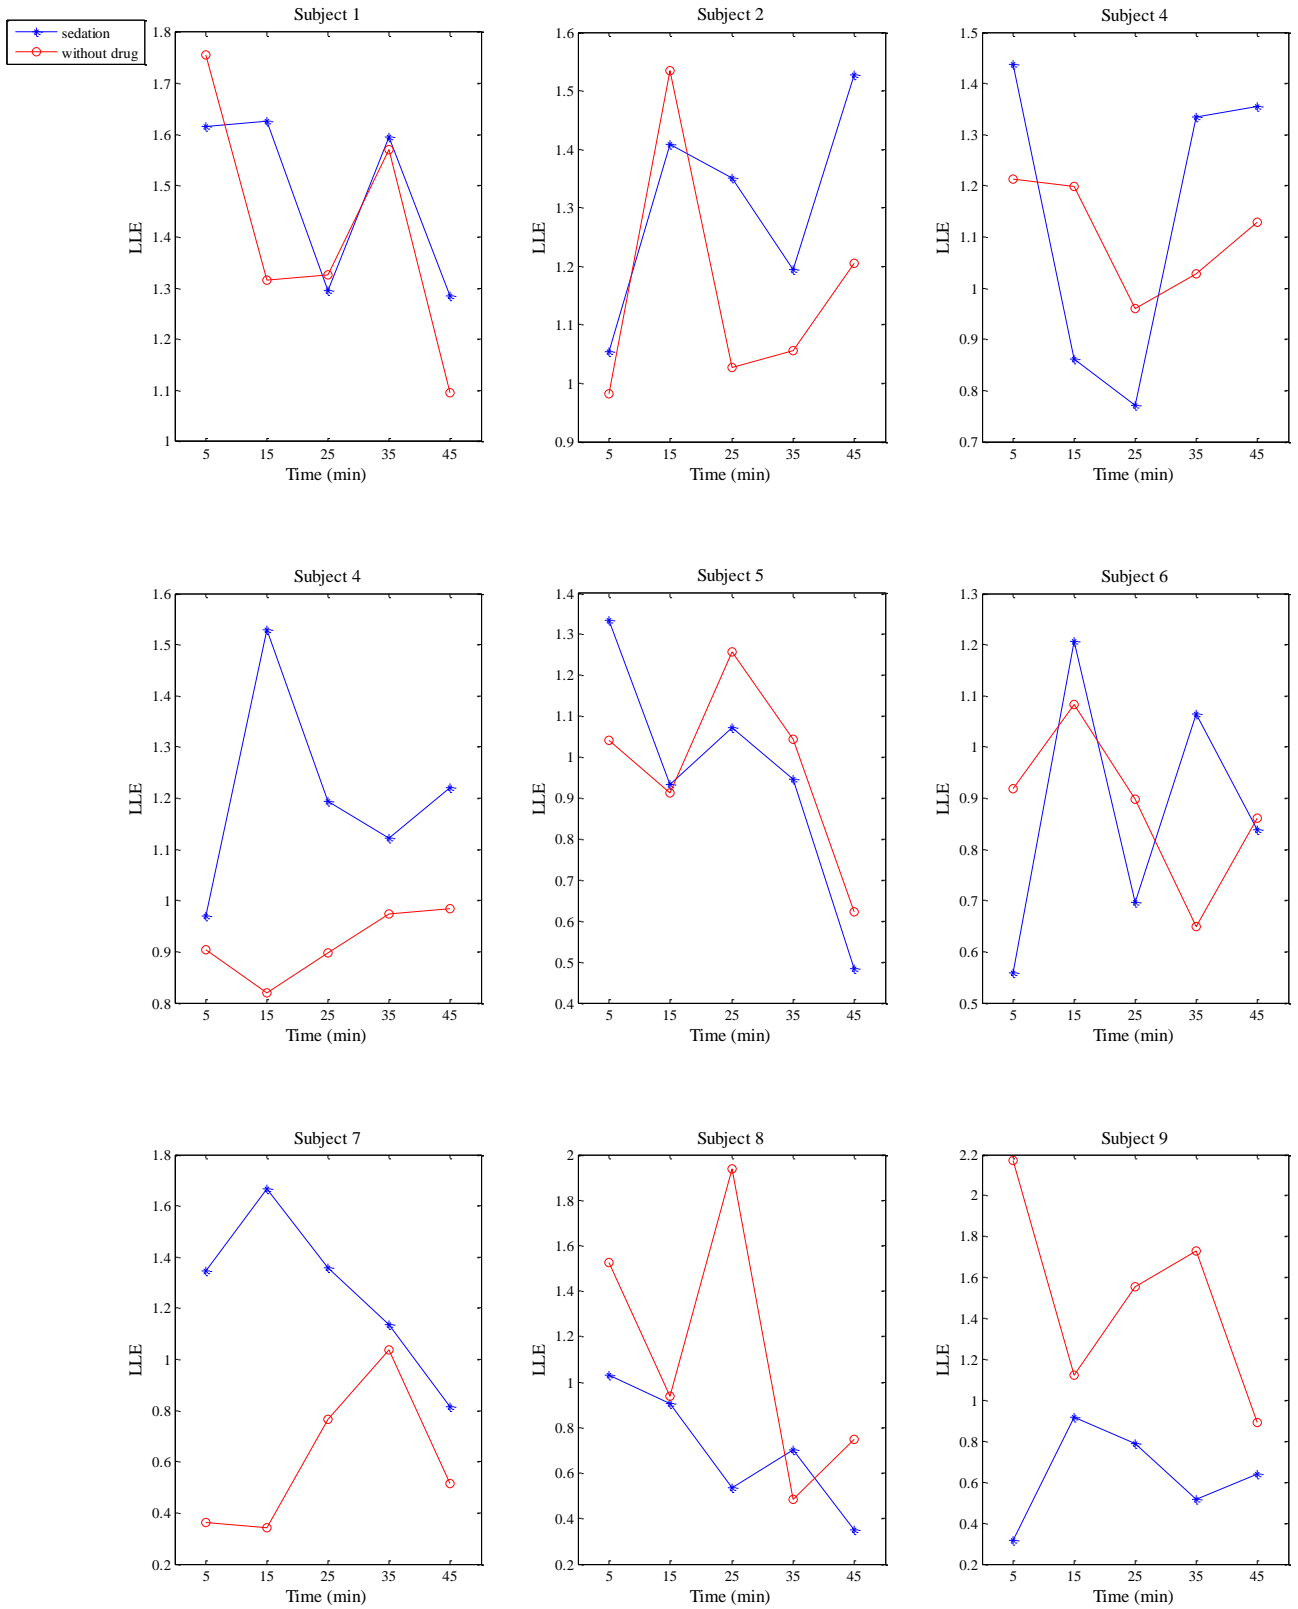 sedation
without drug
Subject 1
1.8
1.7
1.6
1.5
1.4
1.3
1.2
1.1
1
LLE
5 15 25 35 45
Time (min)
Subject 2
1.6
1.5
1.4
1.3
1.2
1.1
1
0.9
LLE
5 15 25 35 45
Time (min)
Subject 4
1.5
1.4
1.3
1.2
1.1
1
0.9
0.8
0.7
LLE
5 15 25 35 45
Time (min)
Subject 4
1.6
1.5
1.4
1.3
1.2
1.1
1
0.9
0.8
LLE
5 15 25 35 45
Time (min)
Subject 5
1.4
1.3
1.2
1.1
1
0.9
0.8
0.7
0.6
0.5
0.4
LLE
5 15 25 35 45
Time (min)
Subject 6
1.3
1.2
1.1
1
0.9
0.8
0.7
0.6
0.5
LLE
5 15 25 35 45
Time (min)
Subject 7
1.8
1.6
1.4
1.2
1
0.8
0.6
0.4
0.2
LLE
5 15 25 35 45
Time (min)
Subject 8
2
1.8
1.6
1.4
1.2
1
0.8
0.6
0.4
0.2
LLE
5 15 25 35 45
Time (min)
Subject 9
2.2
2
1.8
1.6
1.4
1.2
1
0.8
0.6
0.4
0.2
LLE
5 15 25 35 45
Time (min)